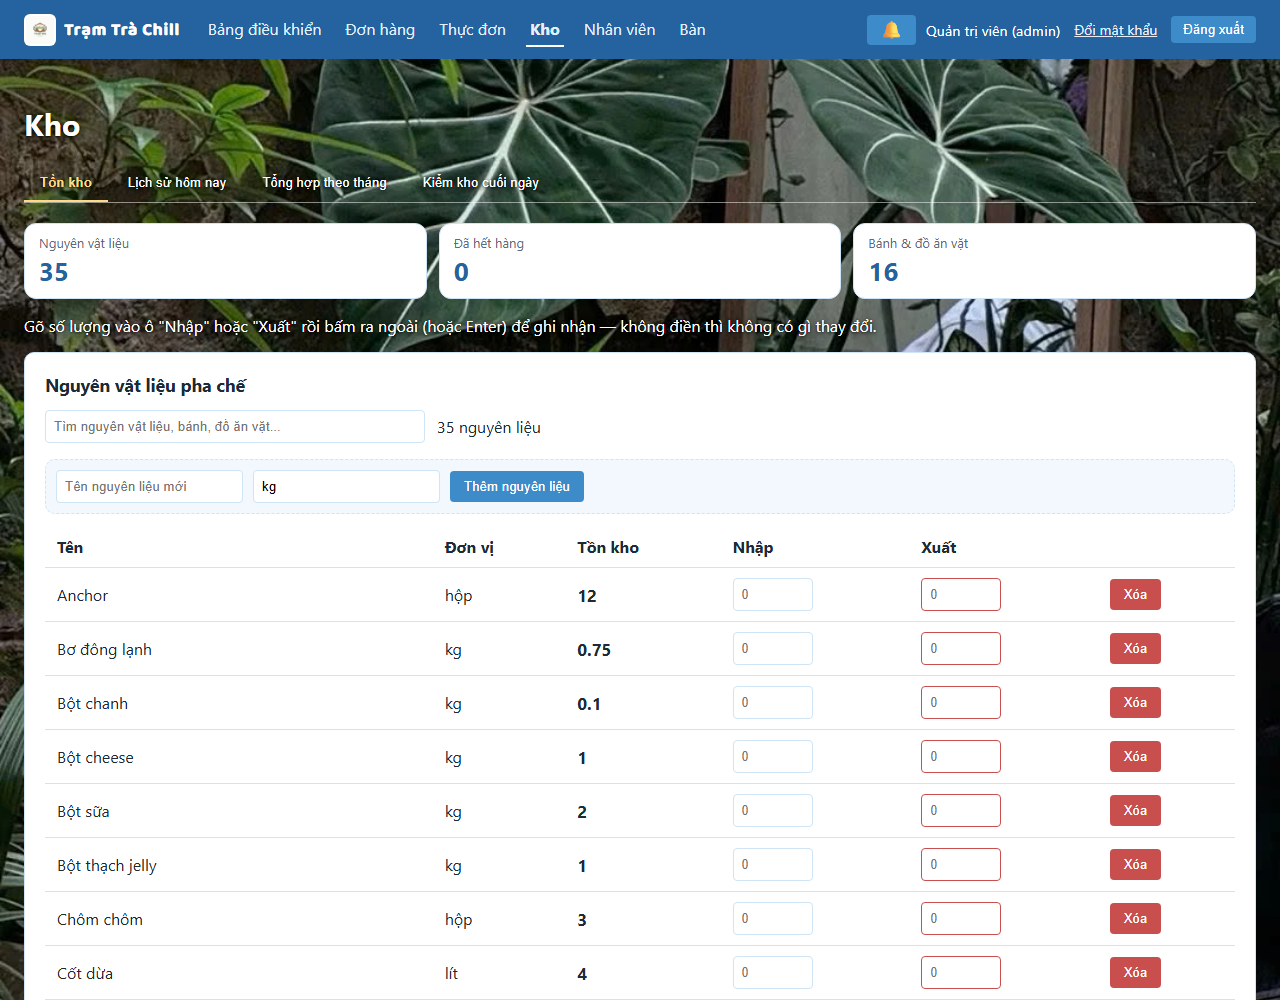 Trạm Trà Chill Bảng điều khiển Đơn hàng Thực đơn Kho Nhân viên Bàn Quản trị viên (admin) Đổi mật khẩu Đăng xuất
Kho
Tồn kho Lịch sử hôm nay Tổng hợp theo tháng Kiểm kho cuối ngày
Nguyên vật liệu Đã hết hàng Bánh & đồ ăn vặt
35 0 16
Gõ số lượng vào ô "Nhập" hoặc "Xuất" rồi bấm ra ngoài (hoặc Enter) để ghi nhận — không điền thì không có gì thay đổi.
Nguyên vật liệu pha chế
Tìm nguyên vật liệu, bánh, đồ ăn vặt... 35 nguyên liệu
Tên nguyên liệu mới kg Thêm nguyên liệu
Tên Đơn vị Tồn kho Nhập Xuất
Anchor hộp 12 0 0 Xóa
Bơ đông lạnh kg 0.75 0 0 Xóa
Bột chanh kg 0.1 0 0 Xóa
Bột cheese kg 1 0 0 Xóa
Bột sữa kg 2 0 0 Xóa
Bột thạch jelly kg 1 0 0 Xóa
Chôm chôm hộp 3 0 0 Xóa
Cốt dừa lít 4 0 0 Xóa